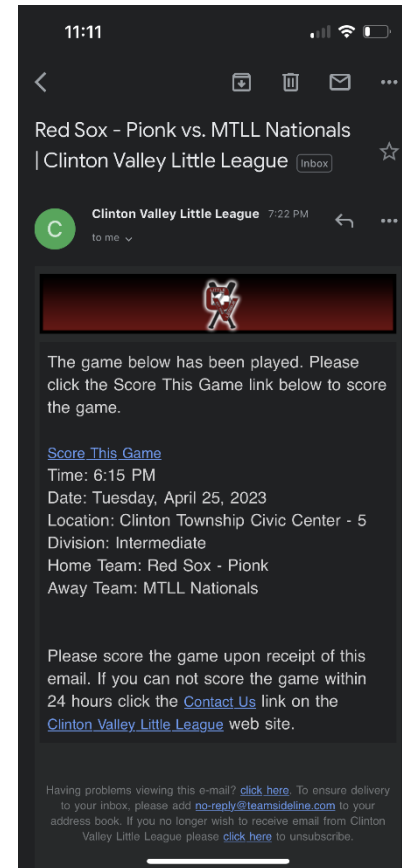 11:11
Red Sox - Pionk vs. MTLL Nationals
| Clinton Valley Little League Inbox
C
Clinton Valley Little League 7:22 PM
to me
The game below has been played. Please
click the Score This Game link below to score
the game.
Score This Game
Time: 6:15 PM
Date: Tuesday, April 25, 2023
Location: Clinton Township Civic Center - 5
Division: Intermediate
Home Team: Red Sox - Pionk
Away Team: MTLL Nationals
Please score the game upon receipt of this
email. If you can not score the game within
24 hours click the Contact Us link on the
Clinton Valley Little League web site.
Having problems viewing this e-mail? click here. To ensure delivery
to your inbox, please add no-reply@teamsideline.com to your
address book. If you no longer wish to receive email from Clinton
Valley Little League please click here to unsubscribe.